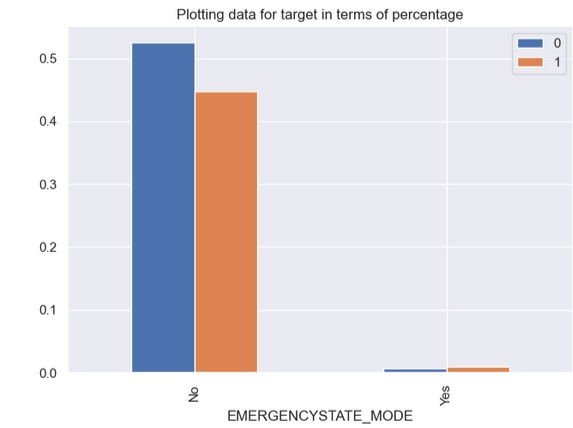 Plotting data for target in terms of percentage
0
1
0.5
0.4
0.3
0.2
0.1
0.0
No
Yes
EMERGENCYSTATE_MODE